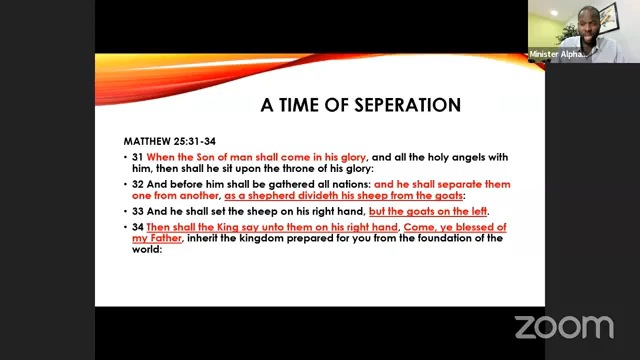 Minister Alpha...
A TIME OF SEPERATION
MATTHEW 25:31-34
• 31 When the Son of man shall come in his glory, and all the holy angels with
him, then shall he sit upon the throne of his glory:
• 32 And before him shall be gathered all nations: and he shall separate them
one from another, as a shepherd divideth his sheep from the goats:
• 33 And he shall set the sheep on his right hand, but the goats on the left.
• 34 Then shall the King say unto them on his right hand, Come, ye blessed of
my Father, inherit the kingdom prepared for you from the foundation of the
world:
zoom